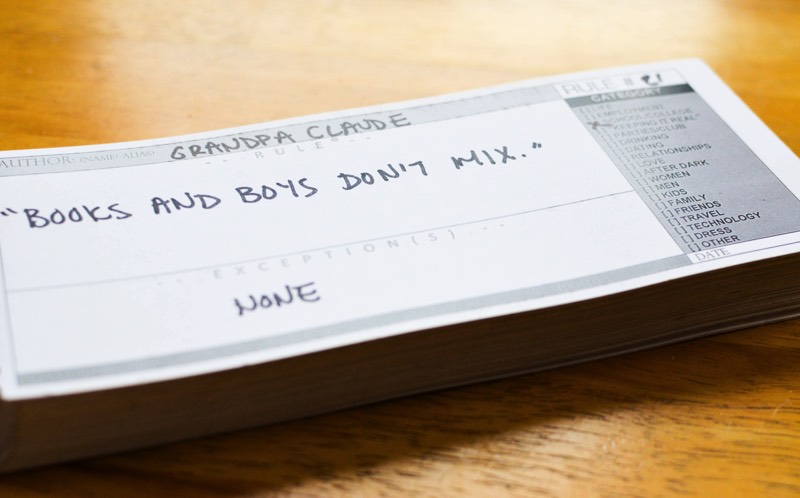 AUTHOR: (NAME/ ALIAS) GRANDPA CLAUDE
RULE #
-- RULE --
"BOOKS AND BOYS DON'T MIX."
-- EXCEPTION(S) --
NONE
CATEGORY
[ ] EMPLOYMENT
SCHOOL/COLLEGE
"KEEPING IT REAL"
PARTIES/CLUB
DRINKING
DATING
RELATIONSHIPS
LOVE
[ ] AFTER DARK
[ ] WOMEN
[ ] MEN
[ ] KIDS
[ ] FAMILY
[ ] FRIENDS
[ ] TRAVEL
[ ] TECHNOLOGY
[ ] DRESS
[ ] OTHER
DATE: